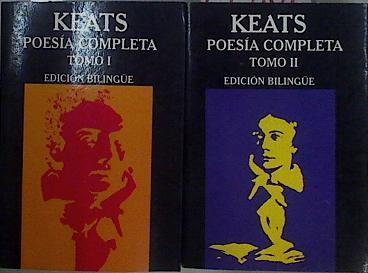 KEATS
POESÍA COMPLETA
TOMO I
EDICIÓN BILINGÜE
KEATS
POESÍA COMPLETA
TOMO II
EDICIÓN BILINGÜE